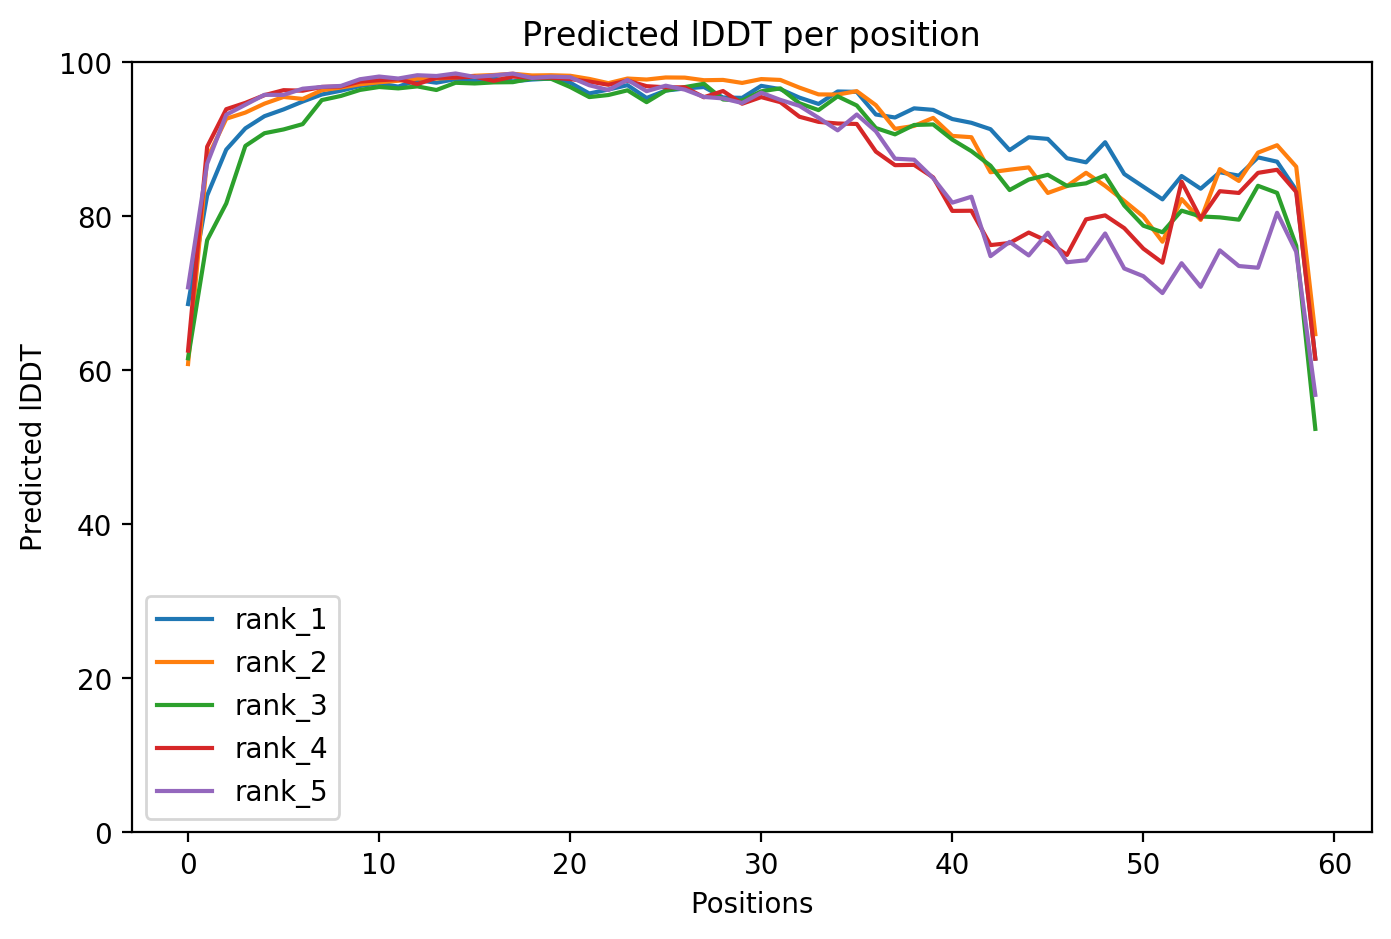 Predicted lDDT per position
Predicted lDDT
100
80
60
40
20
0
rank_1
rank_2
rank_3
rank_4
rank_5
0 10 20 30 40 50 60
Positions